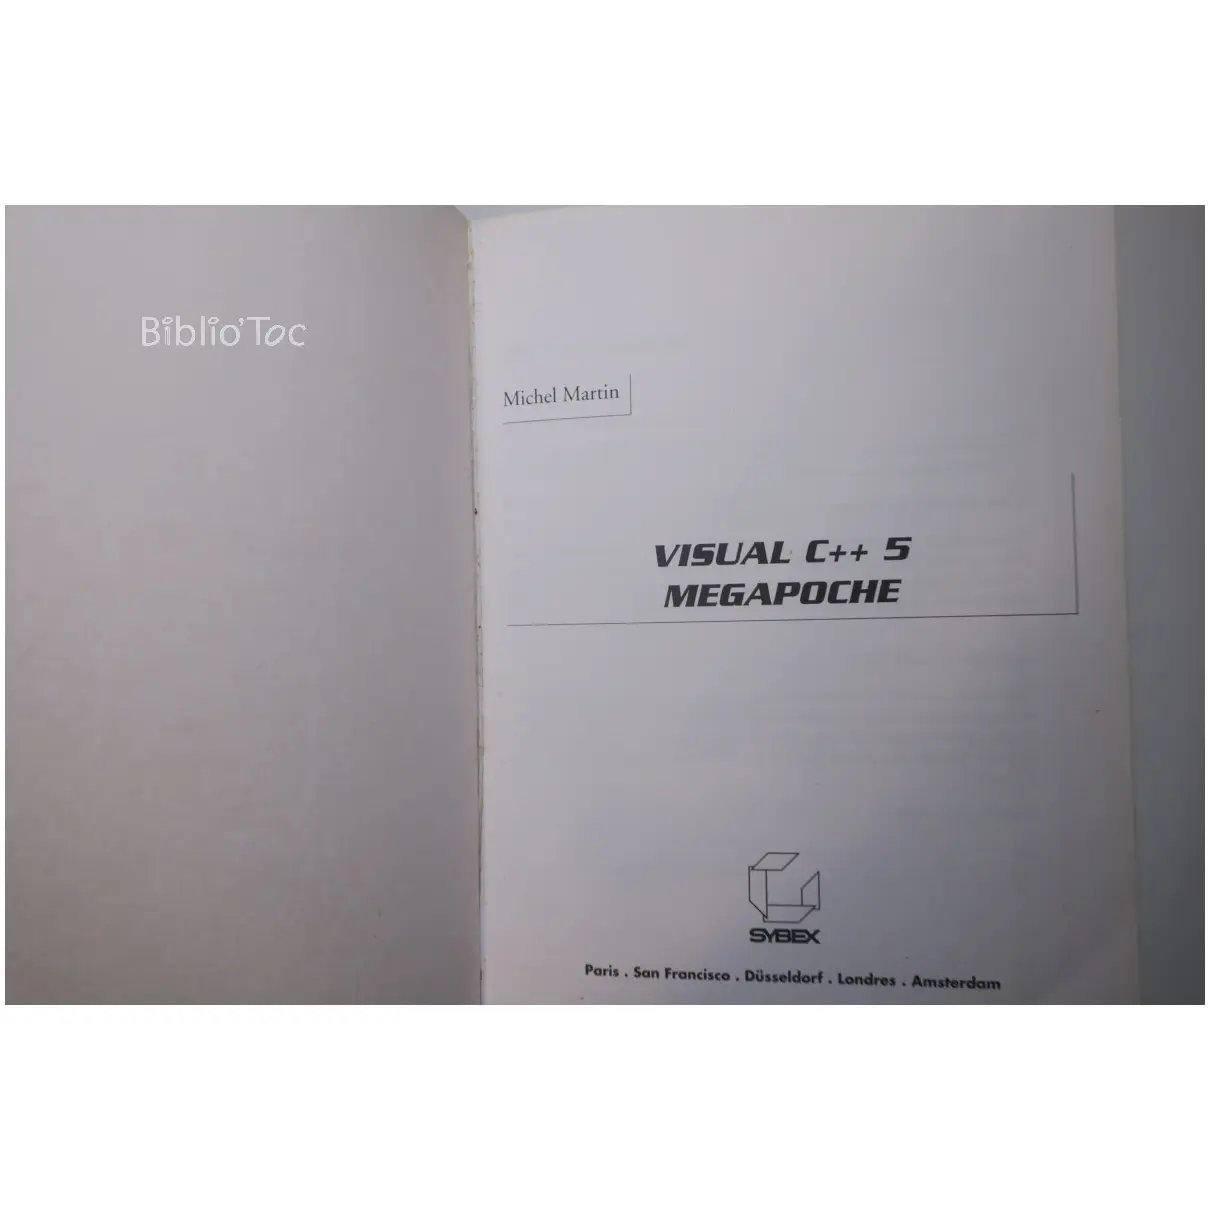 Biblio'Toc
Michel Martin
VISUAL C++ 5
MEGAPOCHE
SYBEX
Paris . San Francisco . Düsseldorf . Londres . Amsterdam